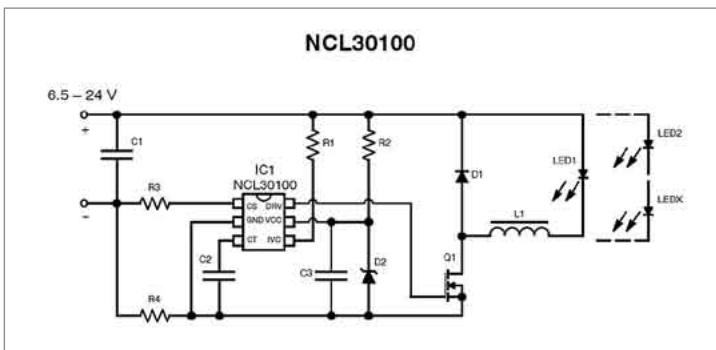 NCL30100
6.5 – 24 V
+
C1
R1
R2
IC1
NCL30100
D1
LED1
LED2
LEDX
–
R3
CS DRV
GND VCC
CT IVC
L1
C2
C3
D2
Q1
R4